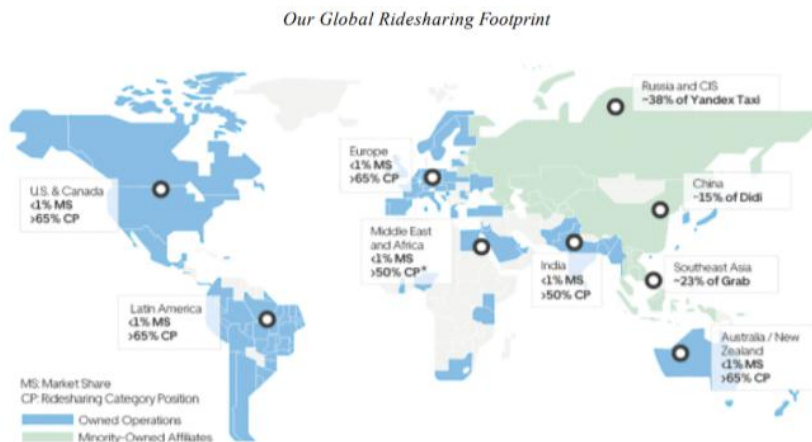 Our Global Ridesharing Footprint
Russia and CIS
~38% of Yandex Taxi
Europe
<1% MS
>65% CP
U.S. & Canada
<1% MS
>65% CP
China
~15% of Didi
Middle East
and Africa
<1% MS
>50% CP*
India
<1% MS
>50% CP
Southeast Asia
~23% of Grab
Latin America
<1% MS
>65% CP
Australia / New
Zealand
<1% MS
>65% CP
MS: Market Share
CP: Ridesharing Category Position
Owned Operations
Minority-Owned Affiliates